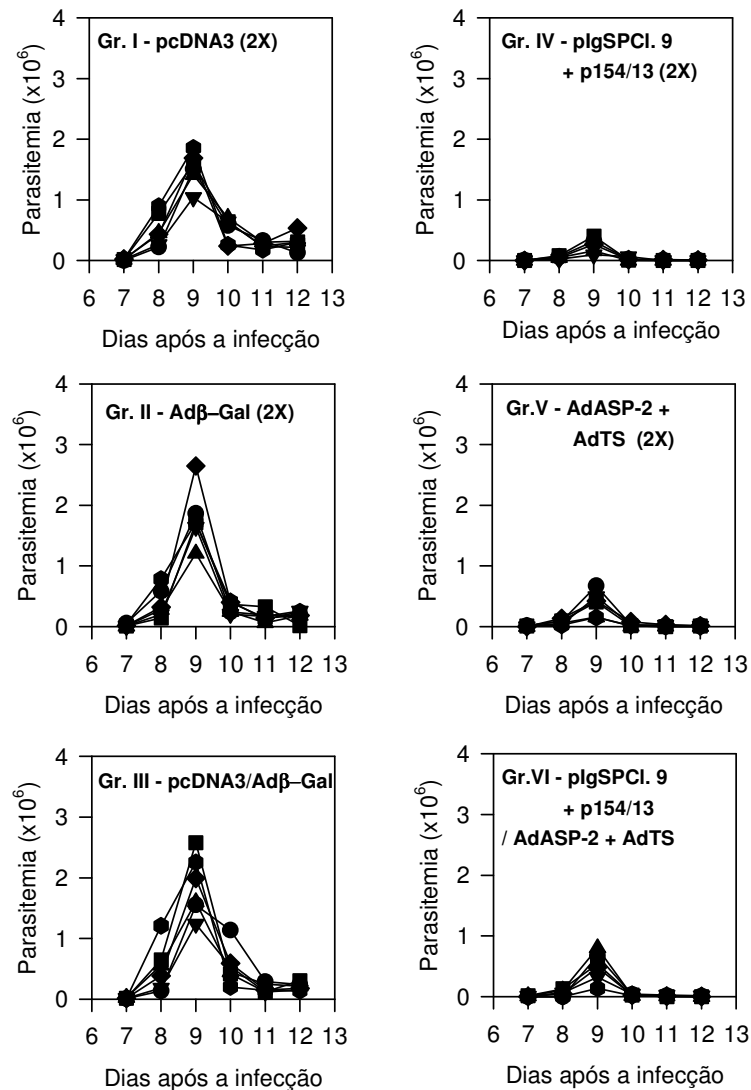 Gr. I - pcDNA3 (2X)
Parasitemia (x10⁶)
4
3
2
1
0
6 7 8 9 10 11 12 13
Dias após a infecção
Gr. IV - pIgSPCl. 9
+ p154/13 (2X)
Parasitemia (x10⁶)
4
3
2
1
0
6 7 8 9 10 11 12 13
Dias após a infecção
Gr. II - Adβ–Gal (2X)
Parasitemia (x10⁶)
4
3
2
1
0
6 7 8 9 10 11 12 13
Dias após a infecção
Gr.V - AdASP-2 +
AdTS (2X)
Parasitemia (x10⁶)
4
3
2
1
0
6 7 8 9 10 11 12 13
Dias após a infecção
Gr. III - pcDNA3/Adβ–Gal
Parasitemia (x10⁶)
4
3
2
1
0
6 7 8 9 10 11 12 13
Dias após a infecção
Gr.VI - pIgSPCl. 9
+ p154/13
/ AdASP-2 + AdTS
Parasitemia (x10⁶)
4
3
2
1
0
6 7 8 9 10 11 12 13
Dias após a infecção